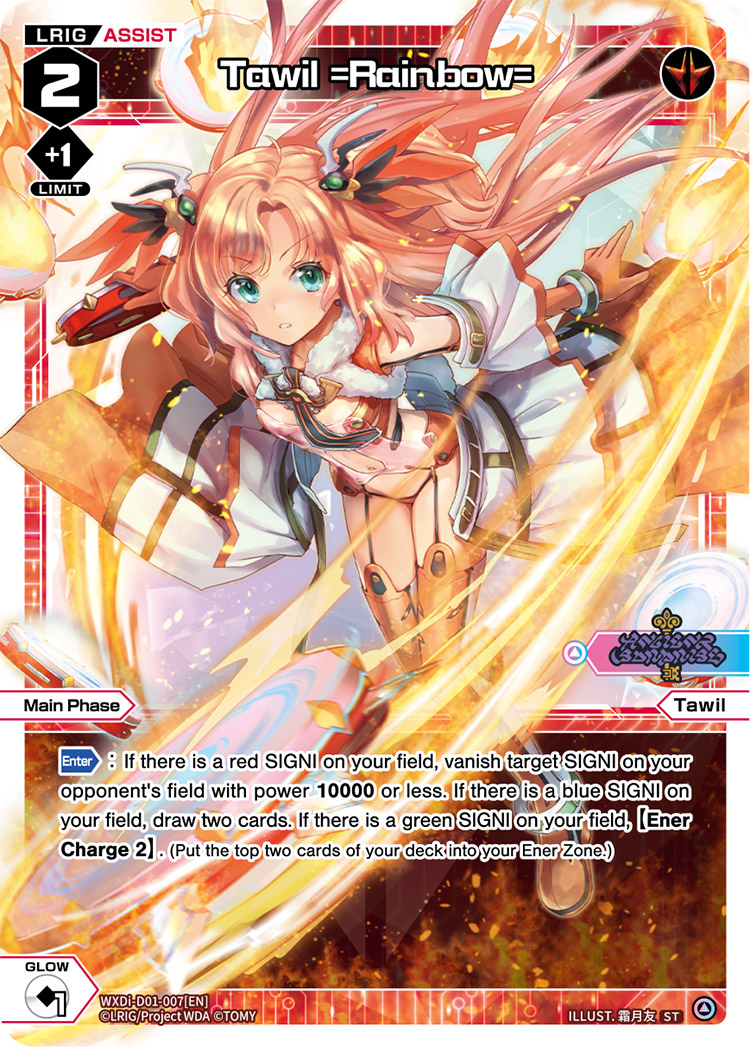 LRIG ASSIST
2
Tawil =Rainbow=
+1
LIMIT
Main Phase
Tawil
Enter : If there is a red SIGNI on your field, vanish target SIGNI on your
opponent's field with power 10000 or less. If there is a blue SIGNI on
your field, draw two cards. If there is a green SIGNI on your field, 【Ener
Charge 2】. (Put the top two cards of your deck into your Ener Zone.)
GLOW
1
WXDi-D01-007[EN]
©LRIG/Project WDA ©TOMY
ILLUST. 霜月友 ST